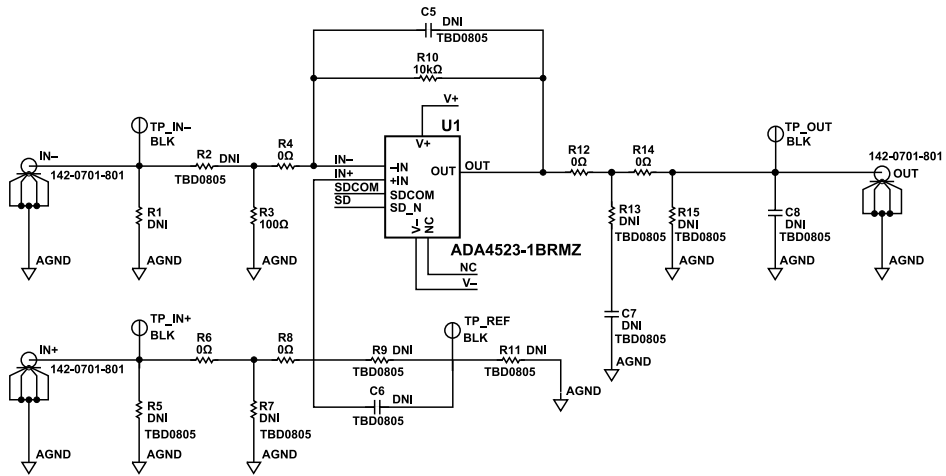 C5
DNI
TBD0805
R10
10kΩ
V+
TP_IN–
BLK
U1
TP_OUT
BLK
IN–
142-0701-801
R2 DNI
TBD0805
R4
0Ω
V+
IN–
–IN
IN+
+IN
SDCOM
SDCOM
SD
SD_N
V–
NC
OUT
OUT
R12
0Ω
R14
0Ω
142-0701-801
OUT
R1
DNI
R3
100Ω
R13
DNI
TBD0805
R15
DNI
TBD0805
C8
DNI
TBD0805
ADA4523-1BRMZ
AGND
AGND
AGND
NC
V–
AGND
AGND
AGND
TP_IN+
BLK
TP_REF
BLK
C7
DNI
TBD0805
IN+
142-0701-801
R6
0Ω
R8
0Ω
R9 DNI
TBD0805
R11 DNI
TBD0805
AGND
C6
DNI
TBD0805
AGND
R5
DNI
TBD0805
R7
DNI
TBD0805
AGND
AGND
AGND